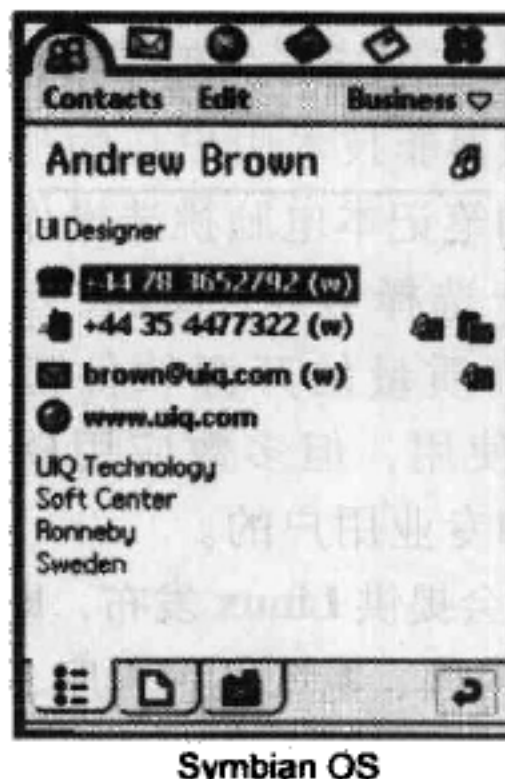 Contacts Edit Business
Andrew Brown
UI Designer
+44 78 3652792 (w)
+44 35 4477322 (w)
brown@uiq.com (w)
www.uiq.com
UIQ Technology
Soft Center
Ronneby
Sweden
Symbian OS